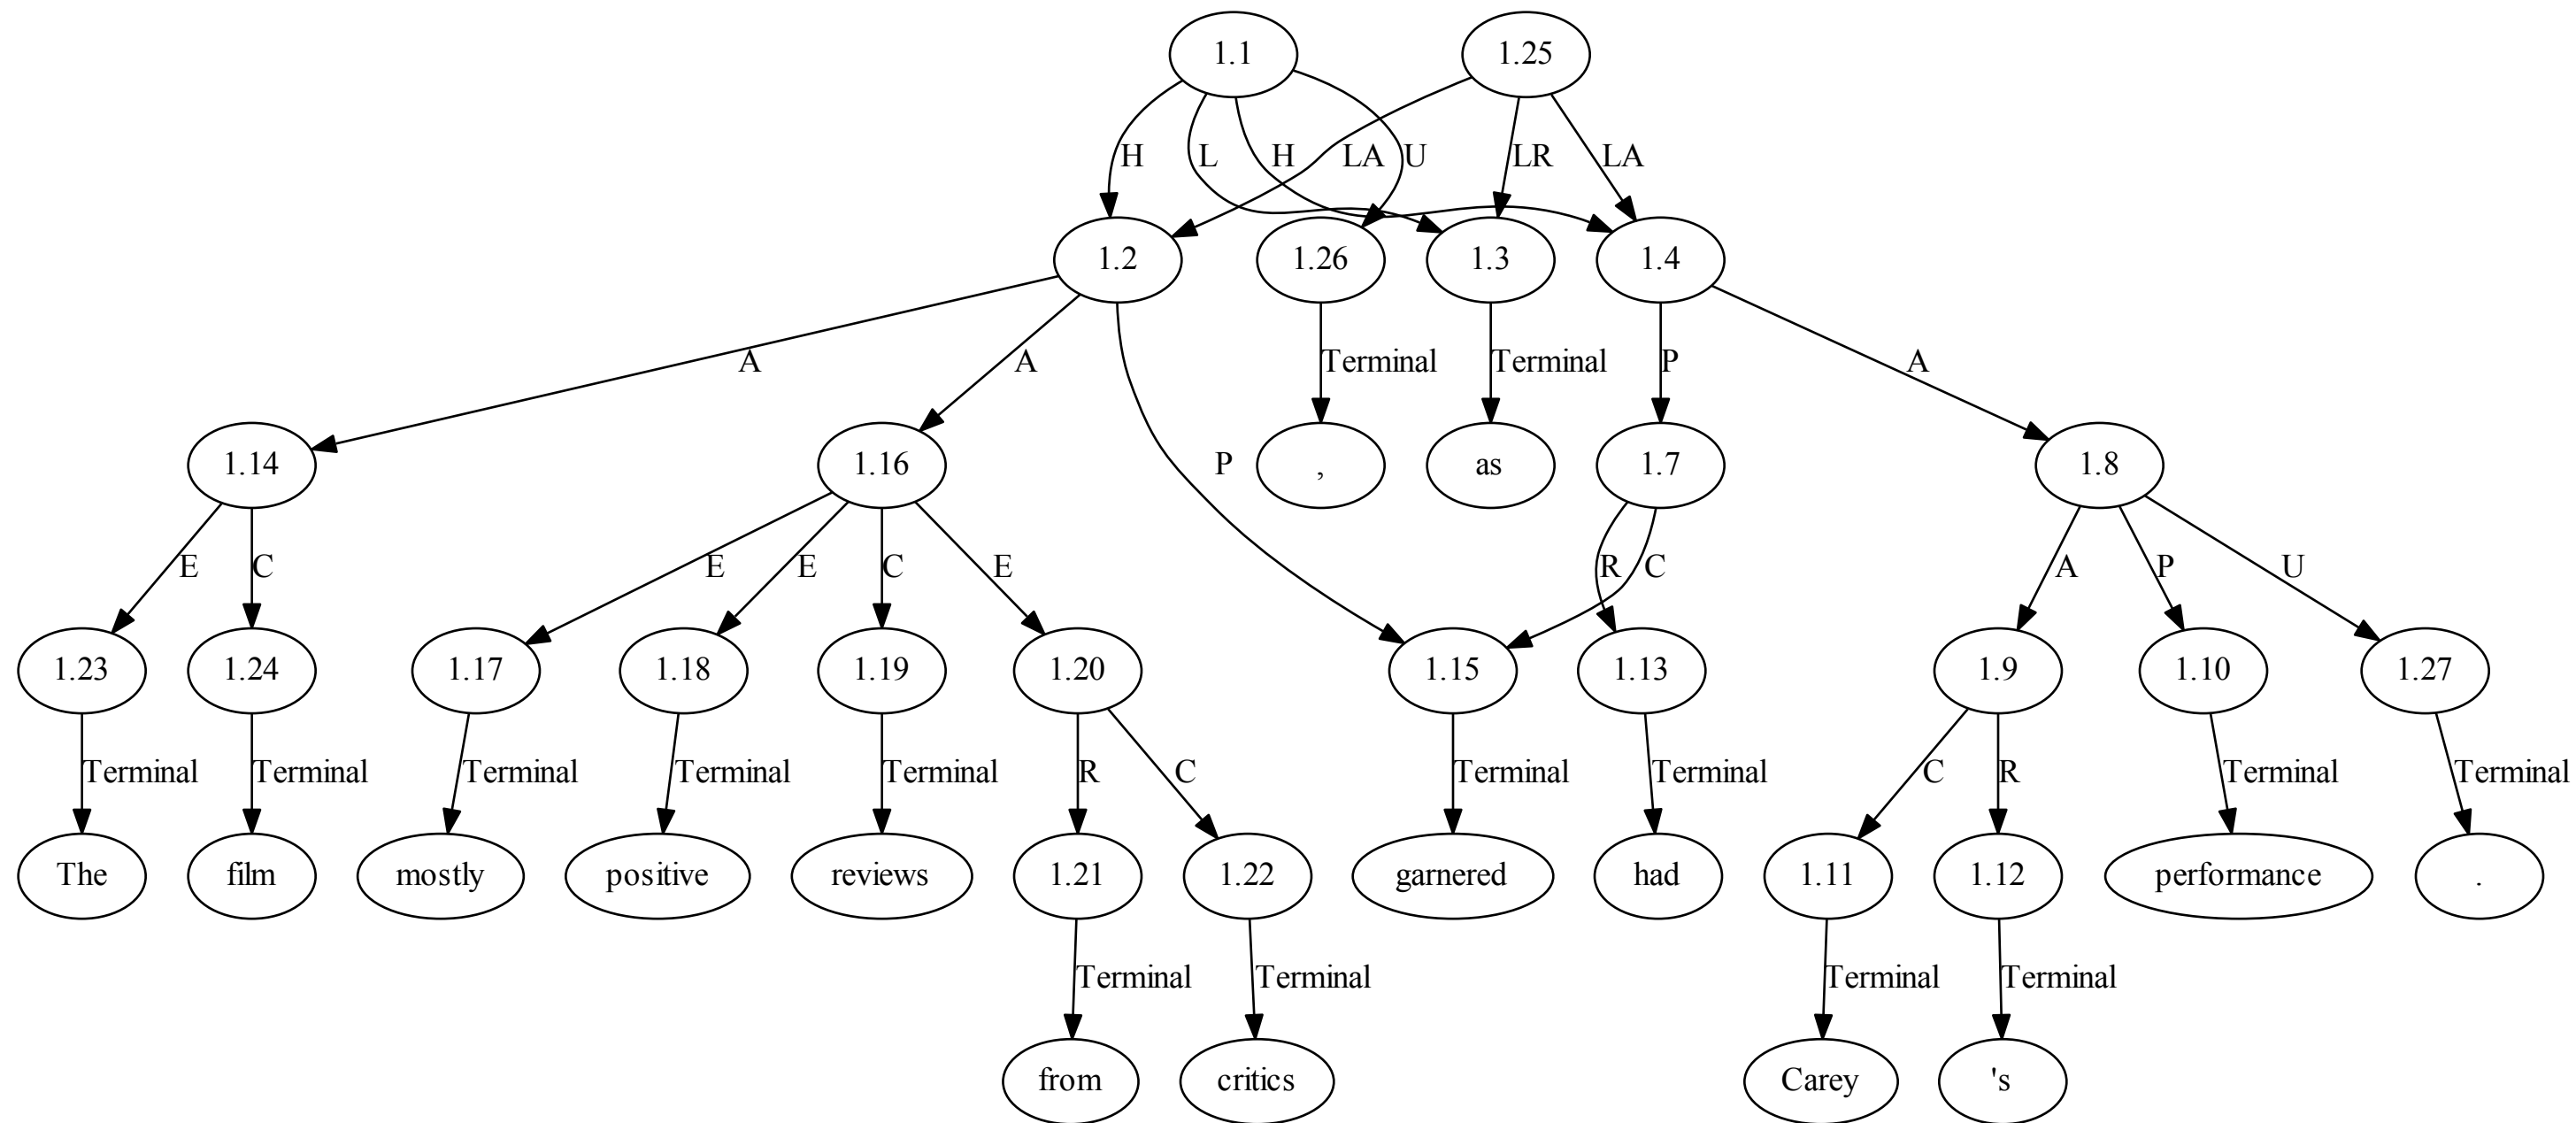 1.1 1.25
H L H LA U LR LA
1.2 1.26 1.3 1.4
A A Terminal Terminal P A
1.14 1.16 P , as 1.7 1.8
E C E E C E R C A P U
1.23 1.24 1.17 1.18 1.19 1.20 1.15 1.13 1.9 1.10 1.27
Terminal Terminal Terminal Terminal Terminal R C Terminal Terminal C R Terminal Terminal
The film mostly positive reviews 1.21 1.22 garnered had 1.11 1.12 performance .
Terminal Terminal Terminal Terminal
from critics Carey 's